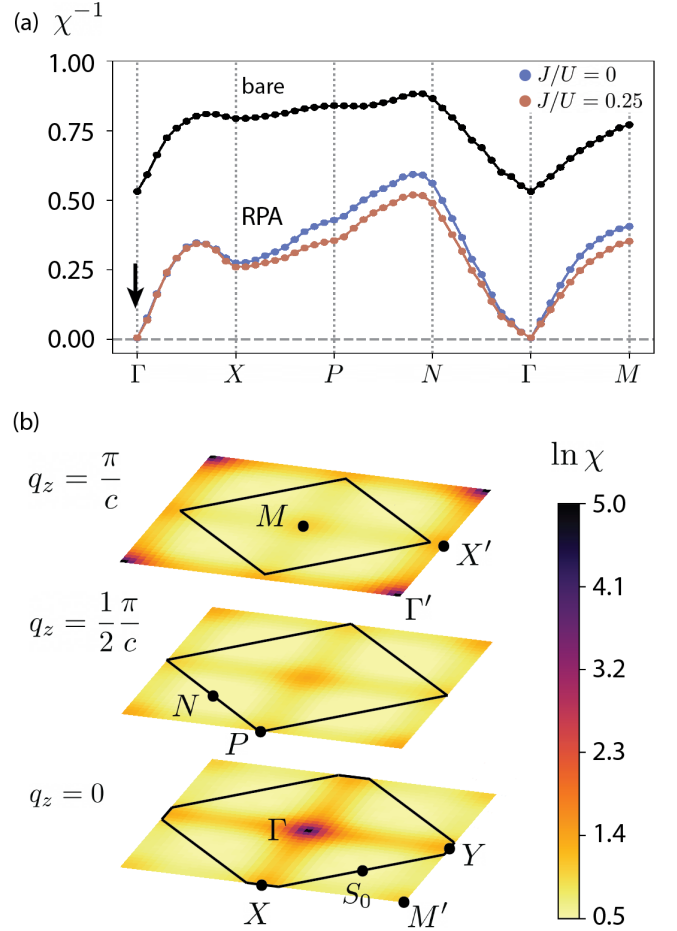 (a) χ⁻¹
1.00
0.75
0.50
0.25
0.00
bare
RPA
J/U = 0
J/U = 0.25
Γ X P N Γ M
(b)
q_z = π/c
M
X′
Γ′
q_z = 1/2 π/c
N
P
q_z = 0
Γ
Y
S₀
X
M′
ln χ
5.0
4.1
3.2
2.3
1.4
0.5